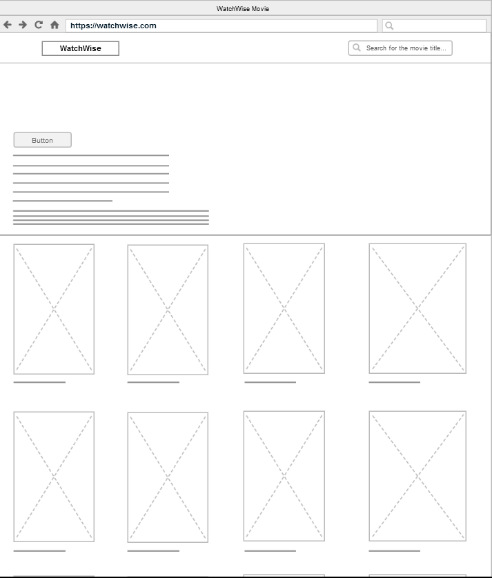 WatchWise Movie
https://watchwise.com
WatchWise
Search for the movie title...
Button